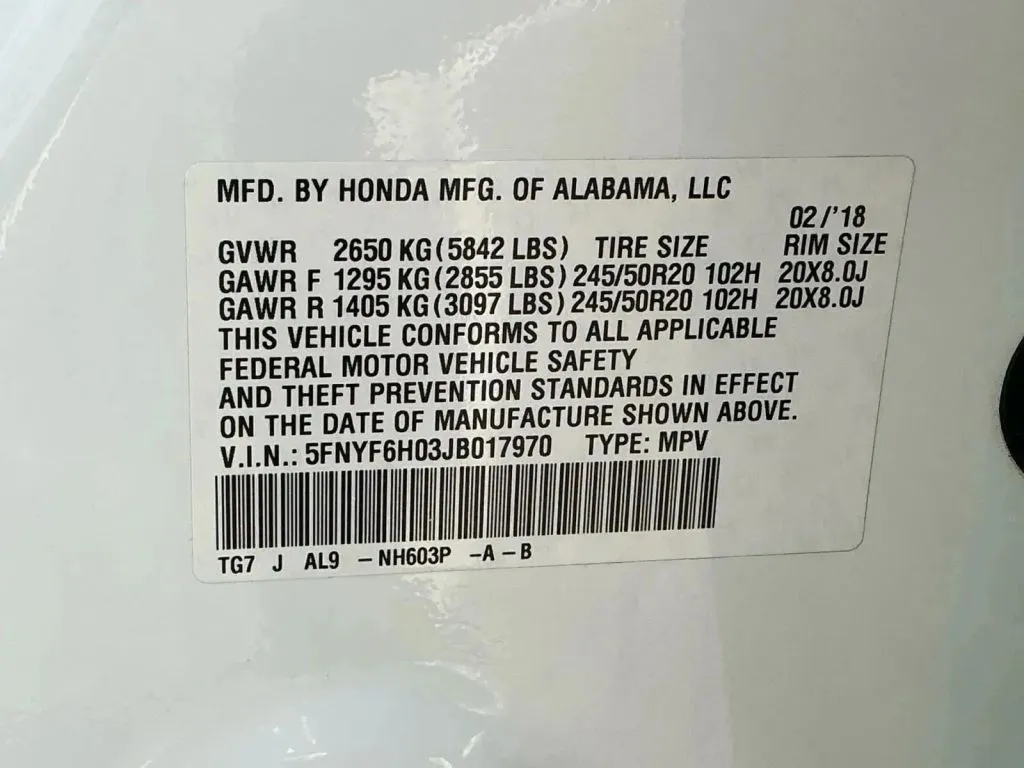 MFD. BY HONDA MFG. OF ALABAMA, LLC
02/'18
GVWR 2650 KG (5842 LBS) TIRE SIZE RIM SIZE
GAWR F 1295 KG (2855 LBS) 245/50R20 102H 20X8.0J
GAWR R 1405 KG (3097 LBS) 245/50R20 102H 20X8.0J
THIS VEHICLE CONFORMS TO ALL APPLICABLE
FEDERAL MOTOR VEHICLE SAFETY
AND THEFT PREVENTION STANDARDS IN EFFECT
ON THE DATE OF MANUFACTURE SHOWN ABOVE.
V.I.N.: 5FNYF6H03JB017970 TYPE: MPV
TG7 J AL9 -NH603P -A-B